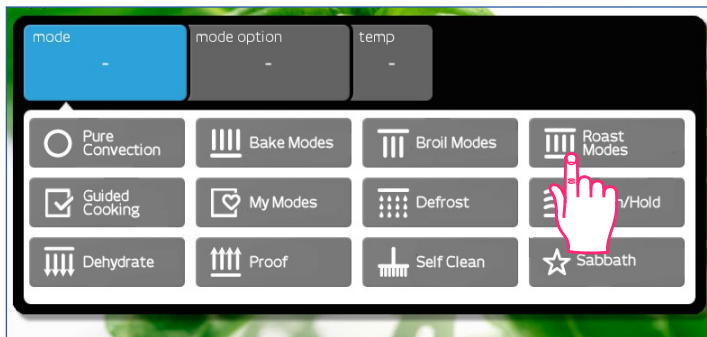 mode
mode option
temp
-
-
-
Pure
Convection
Bake Modes
Broil Modes
Roast
Modes
Guided
Cooking
My Modes
Defrost
/Hold
Dehydrate
Proof
Self Clean
Sabbath